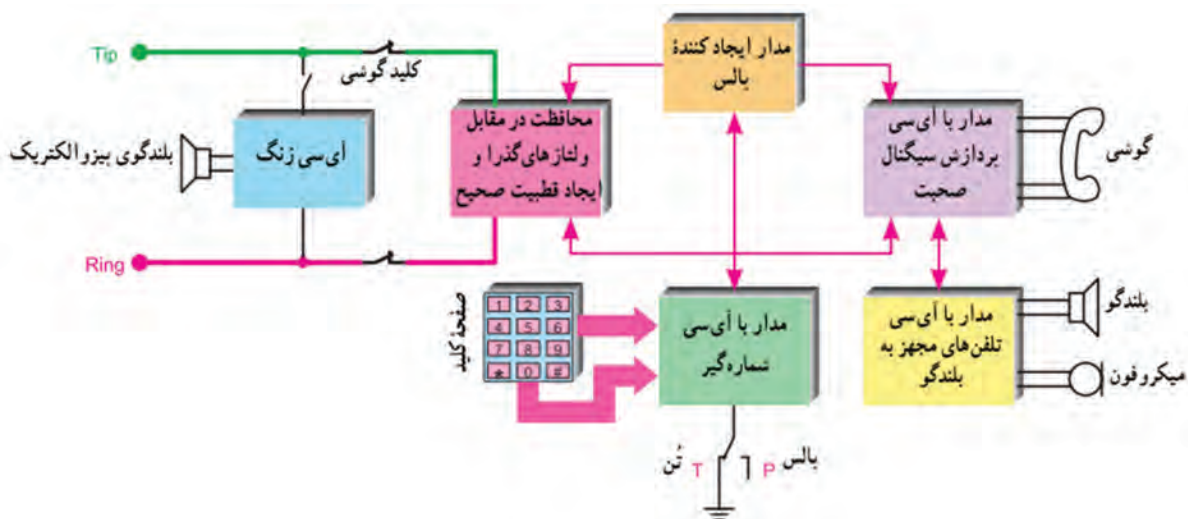 Tip
کلید گوشی
مدار ایجاد کنندهٔ
پالس
محافظت در مقابل
ولتاژهای گذرا و
ایجاد قطبیت صحیح
مدار با آی‌سی
پردازش سیگنال
صحبت
گوشی
آی‌سی زنگ
بلندگوی پیزو الکتریک
Ring
صفحهٔ کلید
1 2 3
4 5 6
7 8 9
* 0 #
مدار با آی‌سی
شماره‌گیر
مدار با آی‌سی
تلفن‌های مجهز به
بلندگو
بلندگو
میکروفون
پالس P T تُن